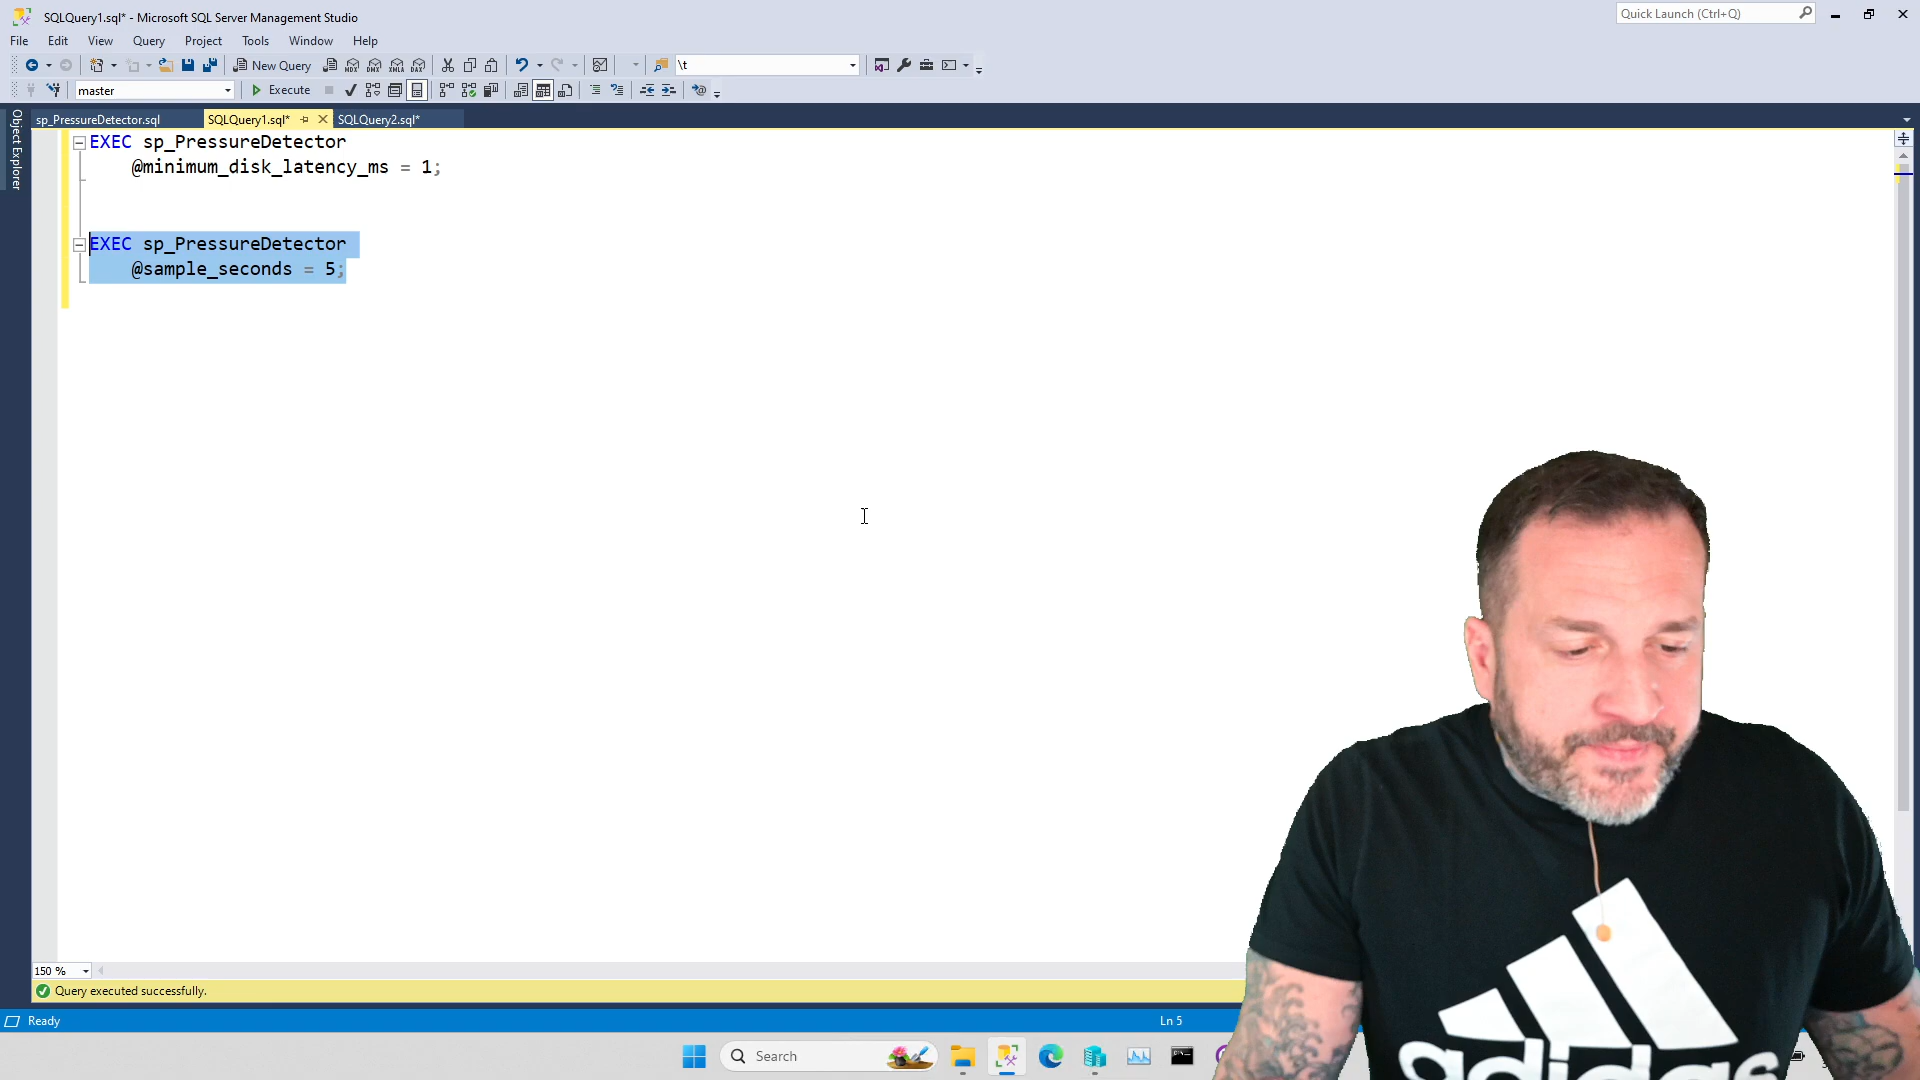 SQLQuery1.sql* - Microsoft SQL Server Management Studio
Quick Launch (Ctrl+Q)
File Edit View Query Project Tools Window Help
New Query
\t
master
Execute
sp_PressureDetector.sql
SQLQuery1.sql*
SQLQuery2.sql*
Object Explorer
EXEC sp_PressureDetector
@minimum_disk_latency_ms = 1;
EXEC sp_PressureDetector
@sample_seconds = 5;
150 %
Query executed successfully.
Ready
Ln 5
Search
adidas